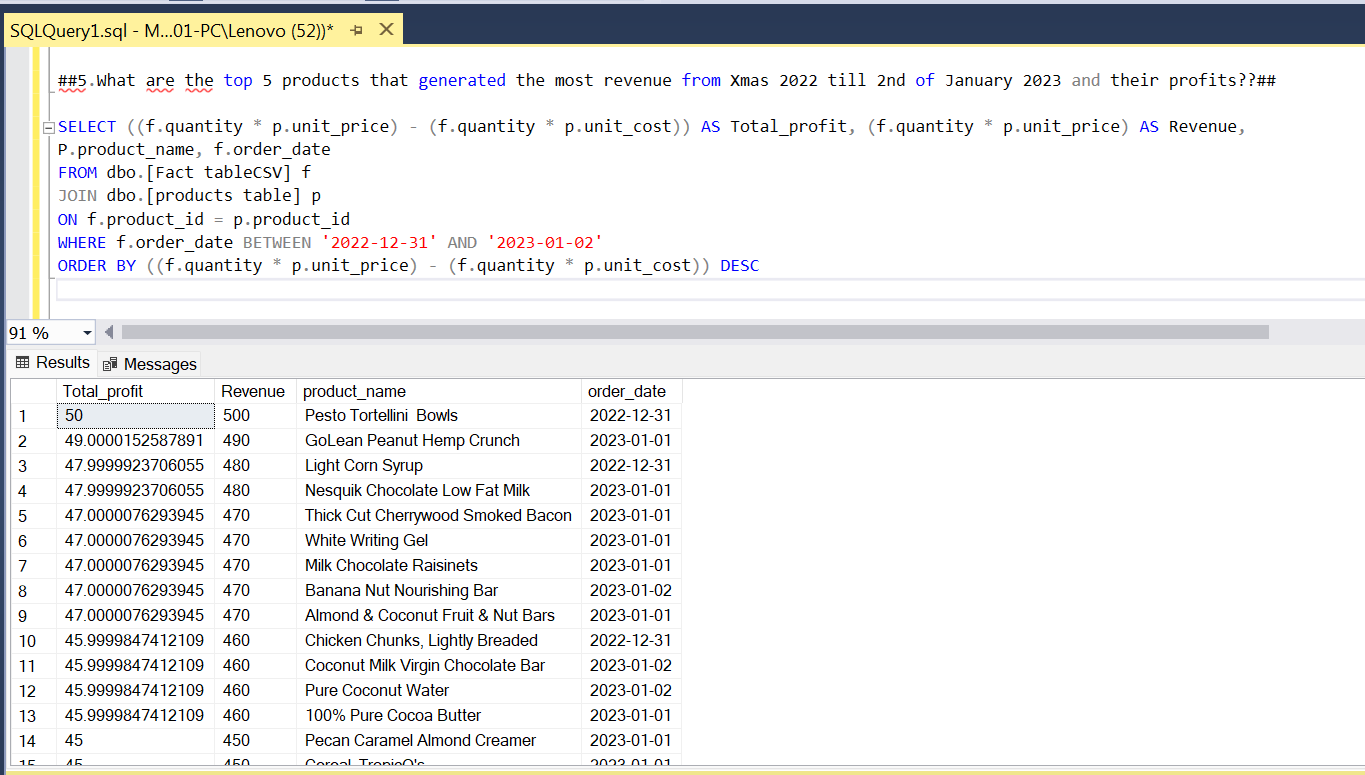 SQLQuery1.sql - M...01-PC\Lenovo (52))*
##5.What are the top 5 products that generated the most revenue from Xmas 2022 till 2nd of January 2023 and their profits??##
SELECT ((f.quantity * p.unit_price) - (f.quantity * p.unit_cost)) AS Total_profit, (f.quantity * p.unit_price) AS Revenue,
P.product_name, f.order_date
FROM dbo.[Fact tableCSV] f
JOIN dbo.[products table] p
ON f.product_id = p.product_id
WHERE f.order_date BETWEEN '2022-12-31' AND '2023-01-02'
ORDER BY ((f.quantity * p.unit_price) - (f.quantity * p.unit_cost)) DESC
91 %
Results Messages
Total_profit Revenue product_name order_date
1 50 500 Pesto Tortellini  Bowls 2022-12-31
2 49.0000152587891 490 GoLean Peanut Hemp Crunch 2023-01-01
3 47.9999923706055 480 Light Corn Syrup 2022-12-31
4 47.9999923706055 480 Nesquik Chocolate Low Fat Milk 2023-01-01
5 47.0000076293945 470 Thick Cut Cherrywood Smoked Bacon 2023-01-01
6 47.0000076293945 470 White Writing Gel 2023-01-01
7 47.0000076293945 470 Milk Chocolate Raisinets 2023-01-01
8 47.0000076293945 470 Banana Nut Nourishing Bar 2023-01-02
9 47.0000076293945 470 Almond & Coconut Fruit & Nut Bars 2023-01-01
10 45.9999847412109 460 Chicken Chunks, Lightly Breaded 2022-12-31
11 45.9999847412109 460 Coconut Milk Virgin Chocolate Bar 2023-01-02
12 45.9999847412109 460 Pure Coconut Water 2023-01-02
13 45.9999847412109 460 100% Pure Cocoa Butter 2023-01-01
14 45 450 Pecan Caramel Almond Creamer 2023-01-01
15 45 450 Cereal, TropicO's 2023-01-01